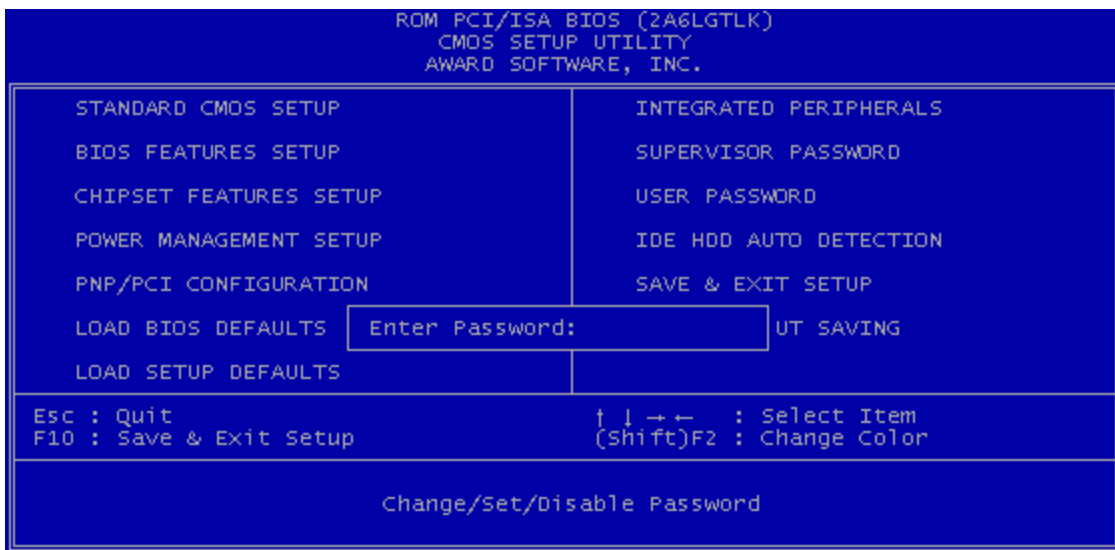 ROM PCI/ISA BIOS (2A6LGTLK)
CMOS SETUP UTILITY
AWARD SOFTWARE, INC.
STANDARD CMOS SETUP
BIOS FEATURES SETUP
CHIPSET FEATURES SETUP
POWER MANAGEMENT SETUP
PNP/PCI CONFIGURATION
LOAD BIOS DEFAULTS
LOAD SETUP DEFAULTS
INTEGRATED PERIPHERALS
SUPERVISOR PASSWORD
USER PASSWORD
IDE HDD AUTO DETECTION
SAVE & EXIT SETUP
UT SAVING
Enter Password:
Esc : Quit
F10 : Save & Exit Setup
↑ ↓ → ← : Select Item
(Shift)F2 : Change Color
Change/Set/Disable Password